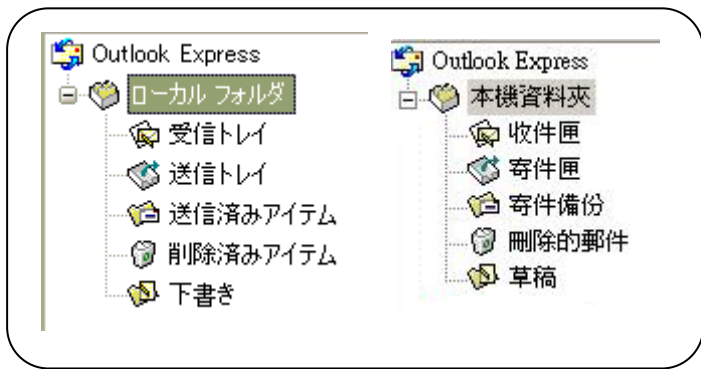 Outlook Express
ローカル フォルダ
受信トレイ
送信トレイ
送信済みアイテム
削除済みアイテム
下書き
Outlook Express
本機資料夾
收件匣
寄件匣
寄件備份
刪除的郵件
草稿